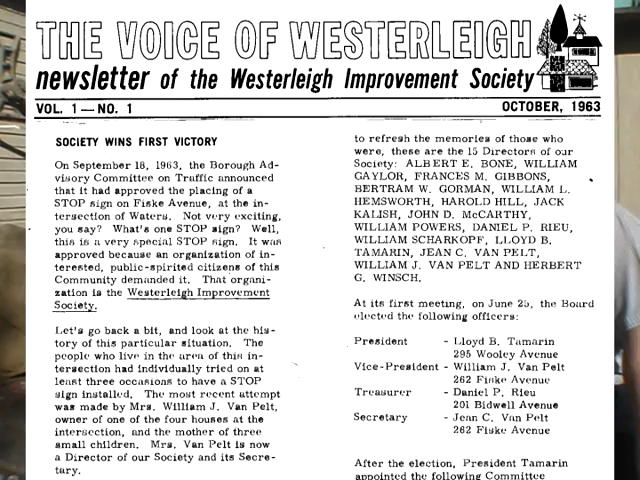 THE VOICE OF WESTERLEIGH
newsletter of the Westerleigh Improvement Society
VOL. 1—NO. 1
OCTOBER, 1963
SOCIETY WINS FIRST VICTORY
On September 18, 1963, the Borough Ad-
visory Committee on Traffic announced
that it had approved the placing of a
STOP sign on Fiske Avenue, at the in-
tersection of Waters. Not very exciting,
you say? What's one STOP sign? Well,
this is a very special STOP sign. It was
approved because an organization of in-
terested, public-spirited citizens of this
Community demanded it. That organi-
zation is the Westerleigh Improvement
Society.
Let's go back a bit, and look at the his-
tory of this particular situation. The
people who live in the area of this in-
tersection had individually tried on at
least three occasions to have a STOP
sign installed. The most recent attempt
was made by Mrs. William J. Van Pelt,
owner of one of the four houses at the
intersection, and the mother of three
small children. Mrs. Van Pelt is now
a Director of our Society and its Secre-
tary.
to refresh the memories of those who
were, these are the 15 Directors of our
Society: ALBERT E. BONE, WILLIAM
GAYLOR, FRANCES M. GIBBONS,
BERTRAM W. GORMAN, WILLIAM L.
HEMSWORTH, HAROLD HILL, JACK
KALISH, JOHN D. McCARTHY,
WILLIAM POWERS, DANIEL P. RIEU,
WILLIAM SCHARKOPF, LLOYD B.
TAMARIN, JEAN C. VAN PELT,
WILLIAM J. VAN PELT AND HERBERT
G. WINSCH.
At its first meeting, on June 25, the Board
elected the following officers:
President - Lloyd B. Tamarin
295 Wooley Avenue
Vice-President - William J. Van Pelt
262 Fiske Avenue
Treasurer - Daniel P. Rieu
201 Bidwell Avenue
Secretary - Jean C. Van Pelt
262 Fiske Avenue
After the election, President Tamarin
appointed the following Committee